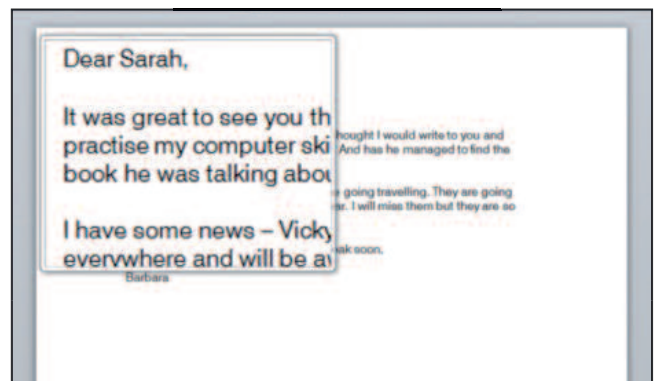 Dear Sarah,
It was great to see you th
practise my computer ski
book he was talking abou
I have some news – Vicky
everywhere and will be
hought I would write to you and
And has he managed to find the
going travelling. They are going
I will miss them but they are so
soon,
Barbara